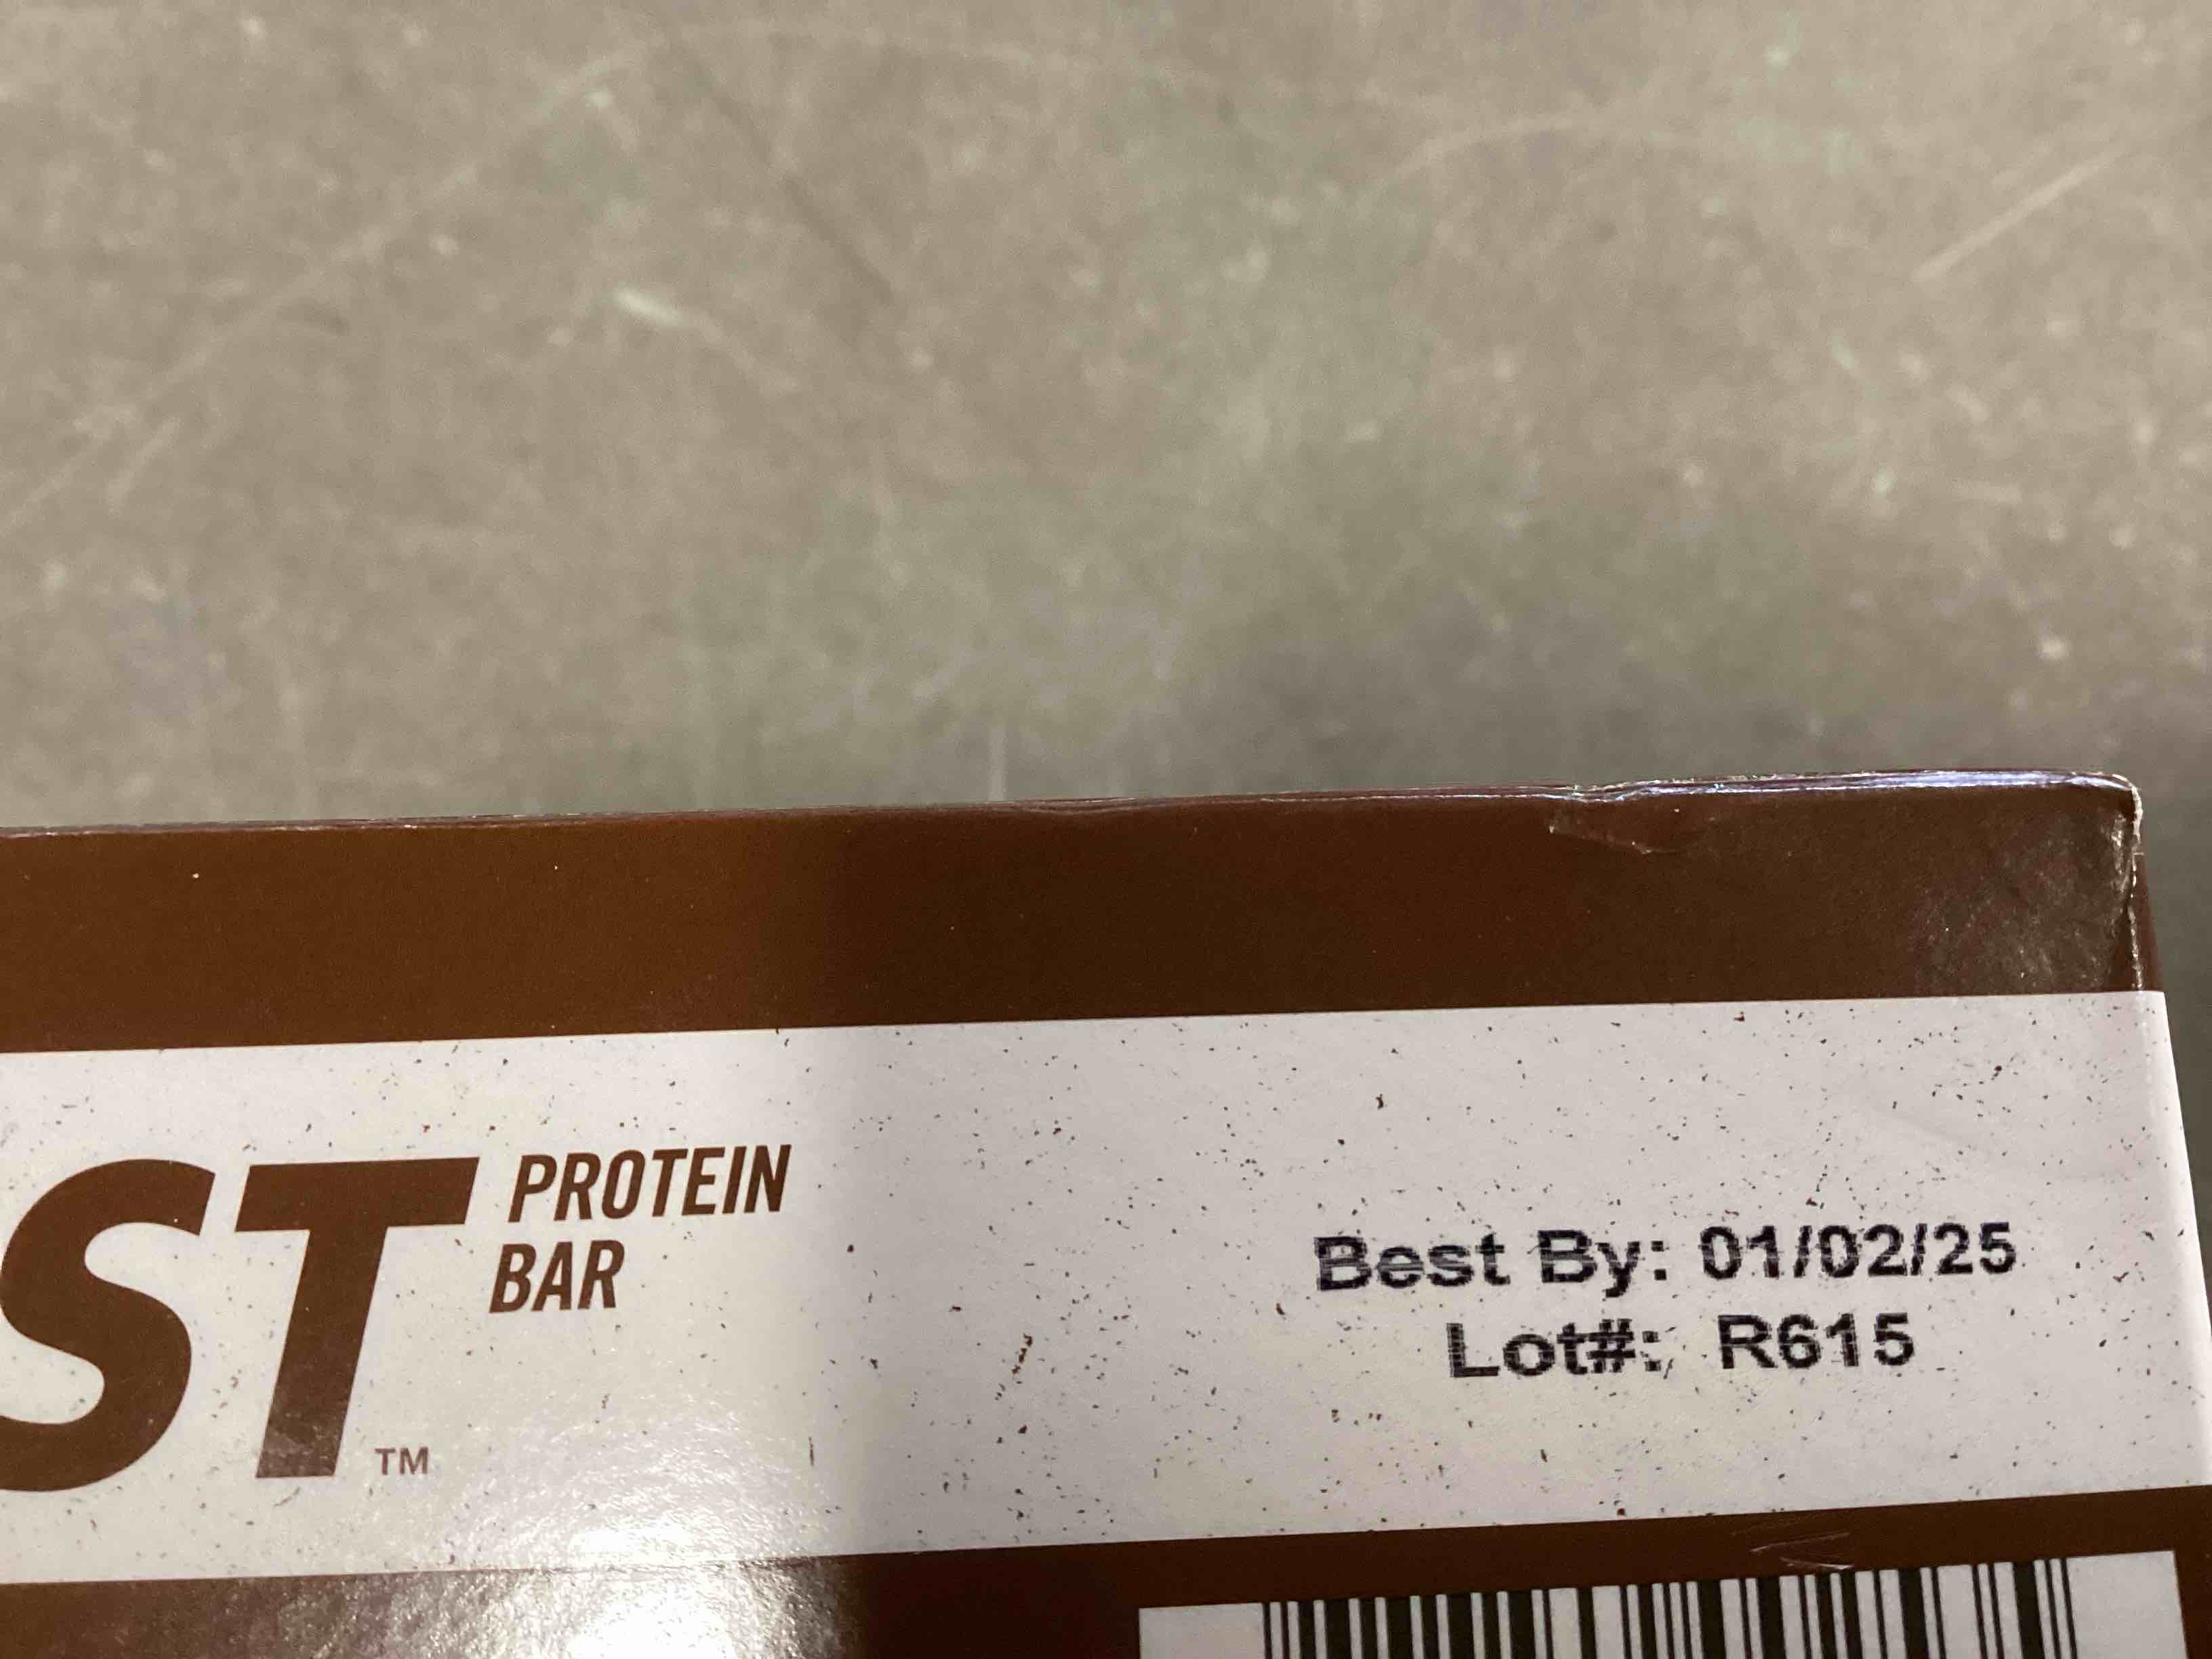 ST PROTEIN
BAR
TM
Best By: 01/02/25
Lot#: R615